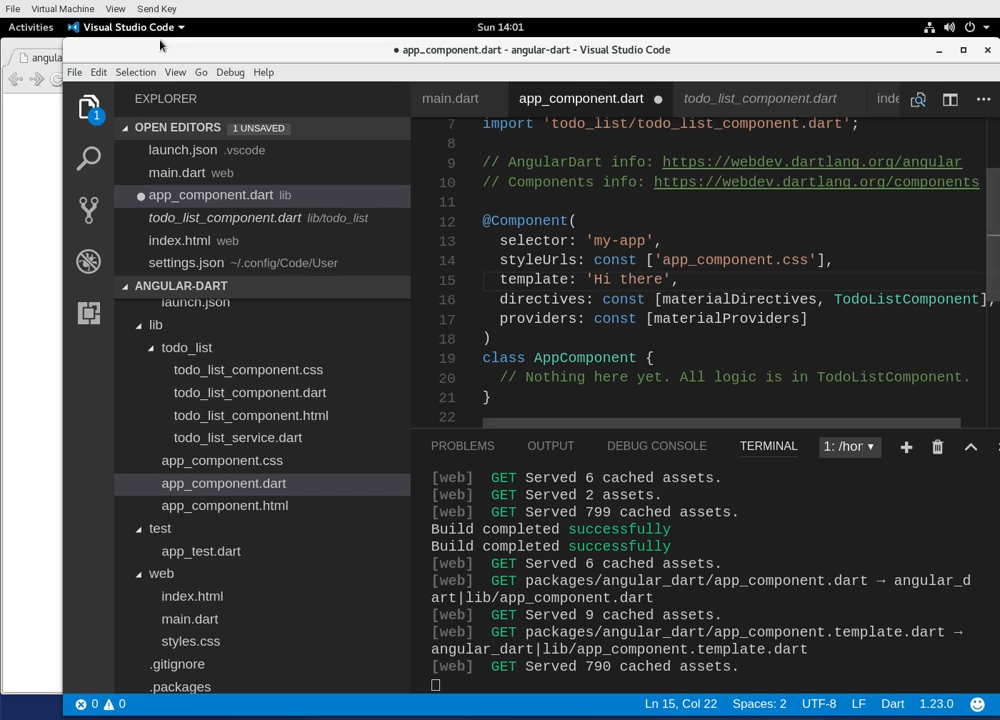 File Virtual Machine View Send Key
Activities Visual Studio Code Sun 14:01
angula
● app_component.dart - angular-dart - Visual Studio Code
File Edit Selection View Go Debug Help
EXPLORER
1
OPEN EDITORS 1 UNSAVED
launch.json .vscode
main.dart web
app_component.dart lib
todo_list_component.dart lib/todo_list
index.html web
settings.json ~/.config/Code/User
ANGULAR-DART
launch.json
lib
todo_list
todo_list_component.css
todo_list_component.dart
todo_list_component.html
todo_list_service.dart
app_component.css
app_component.dart
app_component.html
test
app_test.dart
web
index.html
main.dart
styles.css
.gitignore
.packages
main.dart app_component.dart ● todo_list_component.dart inde
7 import 'todo_list/todo_list_component.dart';
8
9 // AngularDart info: https://webdev.dartlang.org/angular
10 // Components info: https://webdev.dartlang.org/components
11
12 @Component(
13 selector: 'my-app',
14 styleUrls: const ['app_component.css'],
15 template: 'Hi there',
16 directives: const [materialDirectives, TodoListComponent],
17 providers: const [materialProviders]
18 )
19 class AppComponent {
20 // Nothing here yet. All logic is in TodoListComponent.
21 }
22
PROBLEMS OUTPUT DEBUG CONSOLE TERMINAL 1: /hor
[web] GET Served 6 cached assets.
[web] GET Served 2 assets.
[web] GET Served 799 cached assets.
Build completed successfully
Build completed successfully
[web] GET Served 6 cached assets.
[web] GET packages/angular_dart/app_component.dart → angular_d
art|lib/app_component.dart
[web] GET Served 9 cached assets.
[web] GET packages/angular_dart/app_component.template.dart →
angular_dart|lib/app_component.template.dart
[web] GET Served 790 cached assets.
0 0 Ln 15, Col 22 Spaces: 2 UTF-8 LF Dart 1.23.0